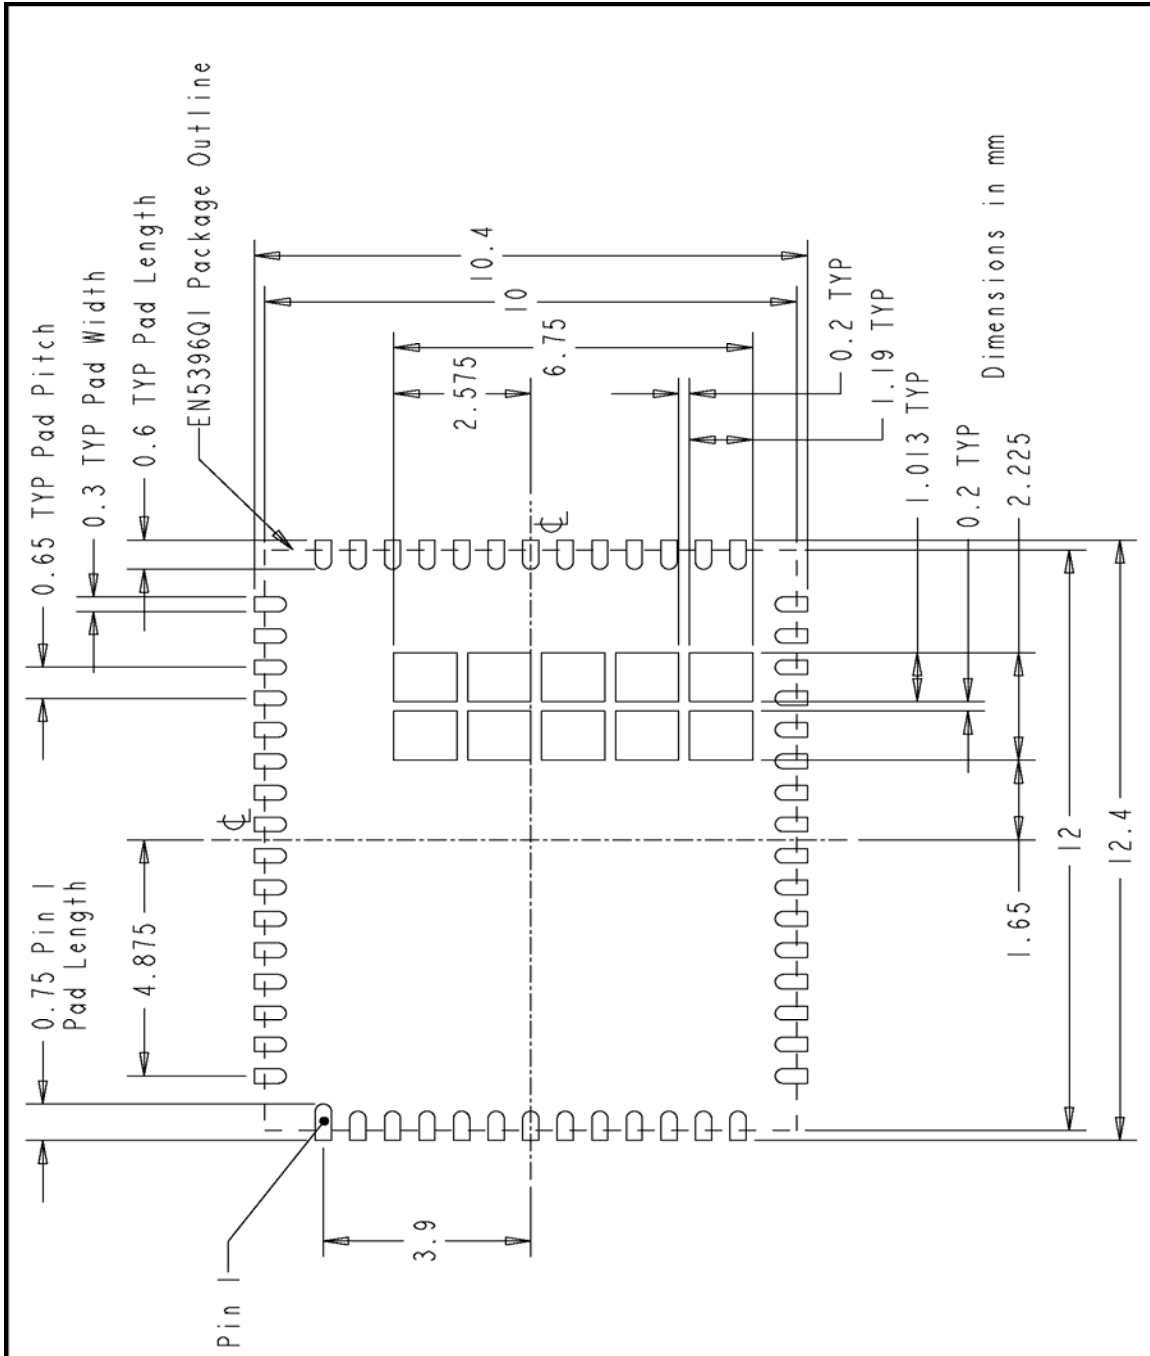 0.65 TYP Pad Pitch
0.3 TYP Pad Width
0.6 TYP Pad Length
EN5396QI Package Outline
10.4
10
6.75
2.575
0.2 TYP
1.19 TYP
1.013 TYP
0.2 TYP
2.225
Dimensions in mm
0.75 Pin 1
Pad Length
4.875
1.65
12
12.4
3.9
Pin 1